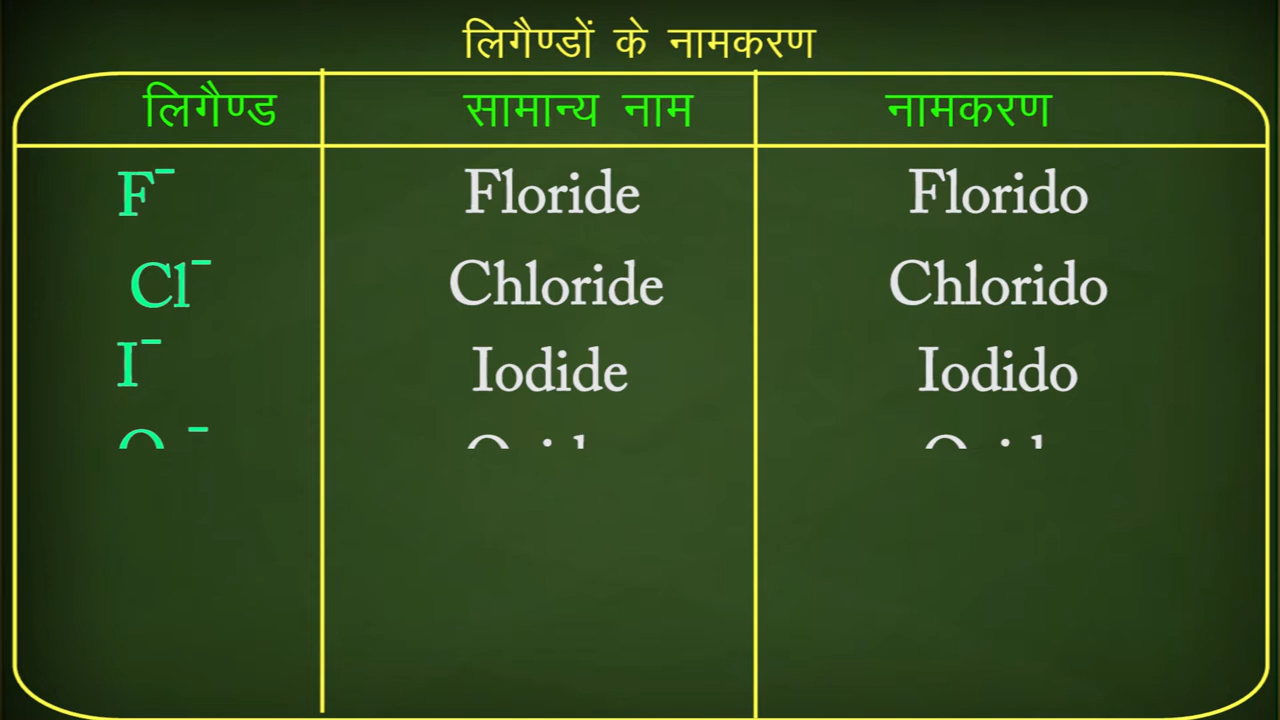 लिगैण्डों के नामकरण
लिगैण्ड सामान्य नाम नामकरण
F⁻ Floride Florido
Cl⁻ Chloride Chlorido
I⁻ Iodide Iodido